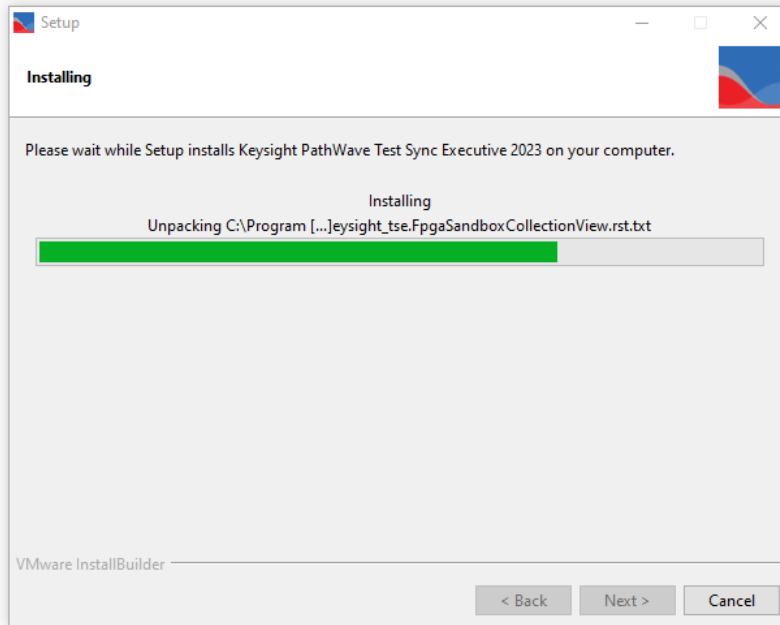 Setup
Installing
Please wait while Setup installs Keysight PathWave Test Sync Executive 2023 on your computer.
Installing
Unpacking C:\Program [...]eysight_tse.FpgaSandboxCollectionView.rst.txt
VMware InstallBuilder
< Back Next > Cancel